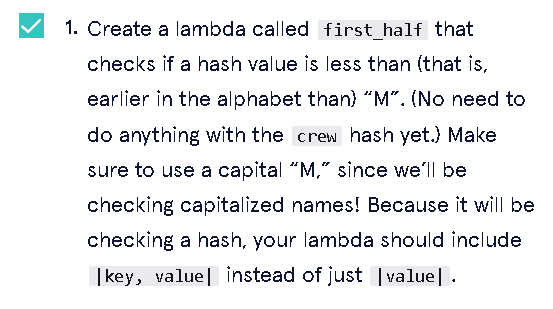 1. Create a lambda called first_half that
checks if a hash value is less than (that is,
earlier in the alphabet than) “M”. (No need to
do anything with the crew hash yet.) Make
sure to use a capital “M,” since we’ll be
checking capitalized names! Because it will be
checking a hash, your lambda should include
|key, value| instead of just |value|.